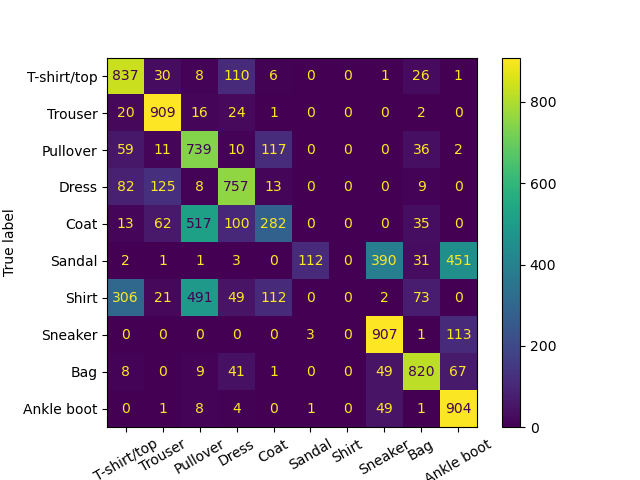 T-shirt/top 837 30 8 110 6 0 0 1 26 1
Trouser 20 909 16 24 1 0 0 0 2 0
Pullover 59 11 739 10 117 0 0 0 36 2
Dress 82 125 8 757 13 0 0 0 9 0
Coat 13 62 517 100 282 0 0 0 35 0
Sandal 2 1 1 3 0 112 0 390 31 451
Shirt 306 21 491 49 112 0 0 2 73 0
Sneaker 0 0 0 0 0 3 0 907 1 113
Bag 8 0 9 41 1 0 0 49 820 67
Ankle boot 0 1 8 4 0 1 0 49 1 904
True label
T-shirt/top Trouser Pullover Dress Coat Sandal Shirt Sneaker Bag Ankle boot
800
600
400
200
0